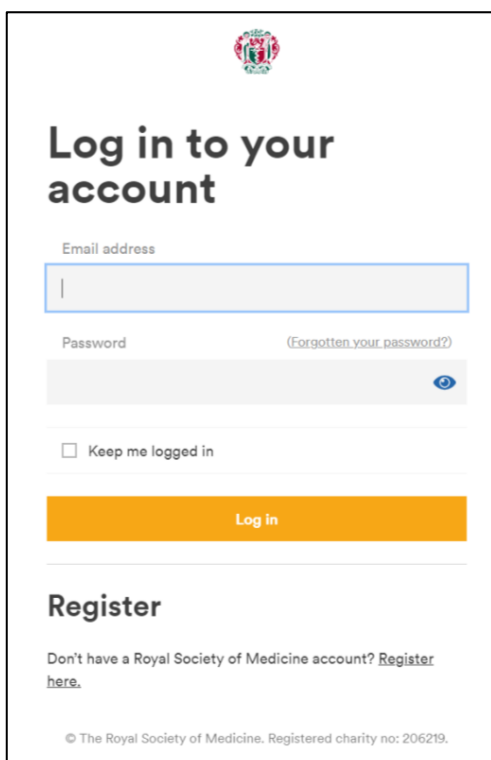 Log in to your
account
Email address
Password (Forgotten your password?)
Keep me logged in
Log in
Register
Don't have a Royal Society of Medicine account? Register
here.
© The Royal Society of Medicine. Registered charity no: 206219.